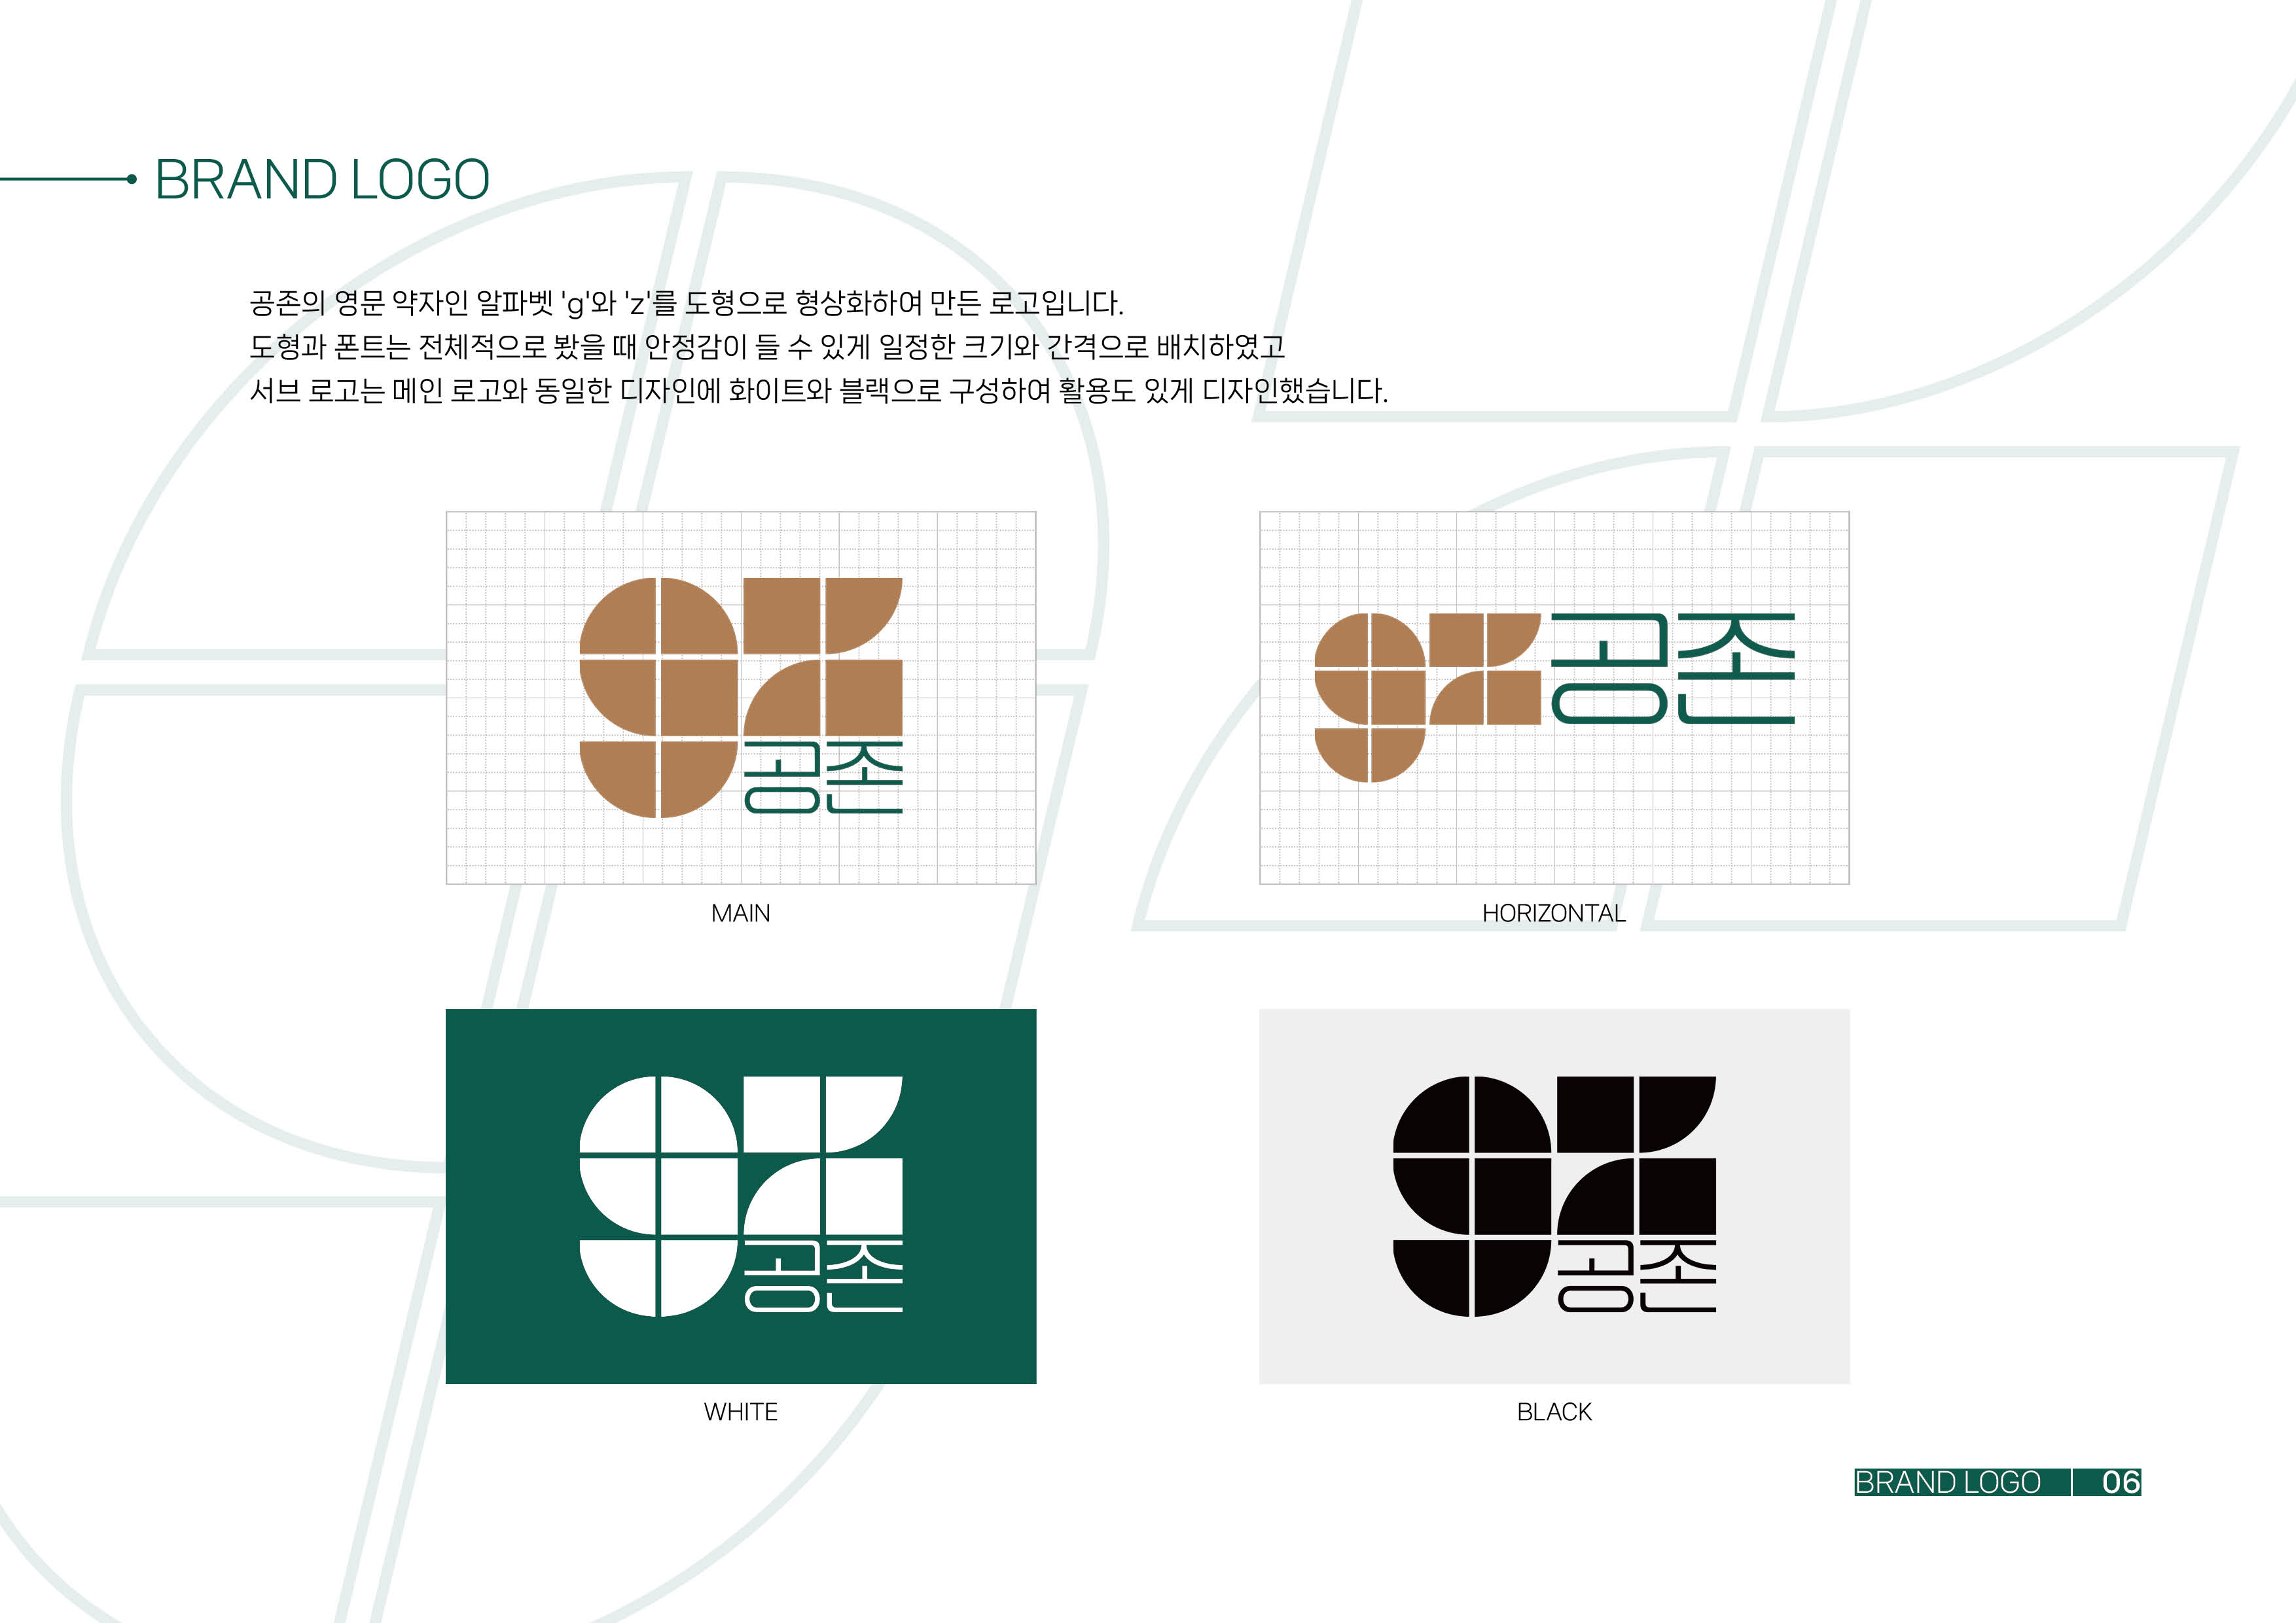 BRAND LOGO
공존의 영문 약자인 알파벳 'g'와 'z'를 도형으로 형상화하여 만든 로고입니다.
도형과 폰트는 전체적으로 봤을 때 안정감이 들 수 있게 일정한 크기와 간격으로 배치하였고
서브 로고는 메인 로고와 동일한 디자인에 화이트와 블랙으로 구성하여 활용도 있게 디자인했습니다.
gz
공존
MAIN
gz 공존
HORIZONTAL
gz
공존
WHITE
gz
공존
BLACK
BRAND LOGO | 06